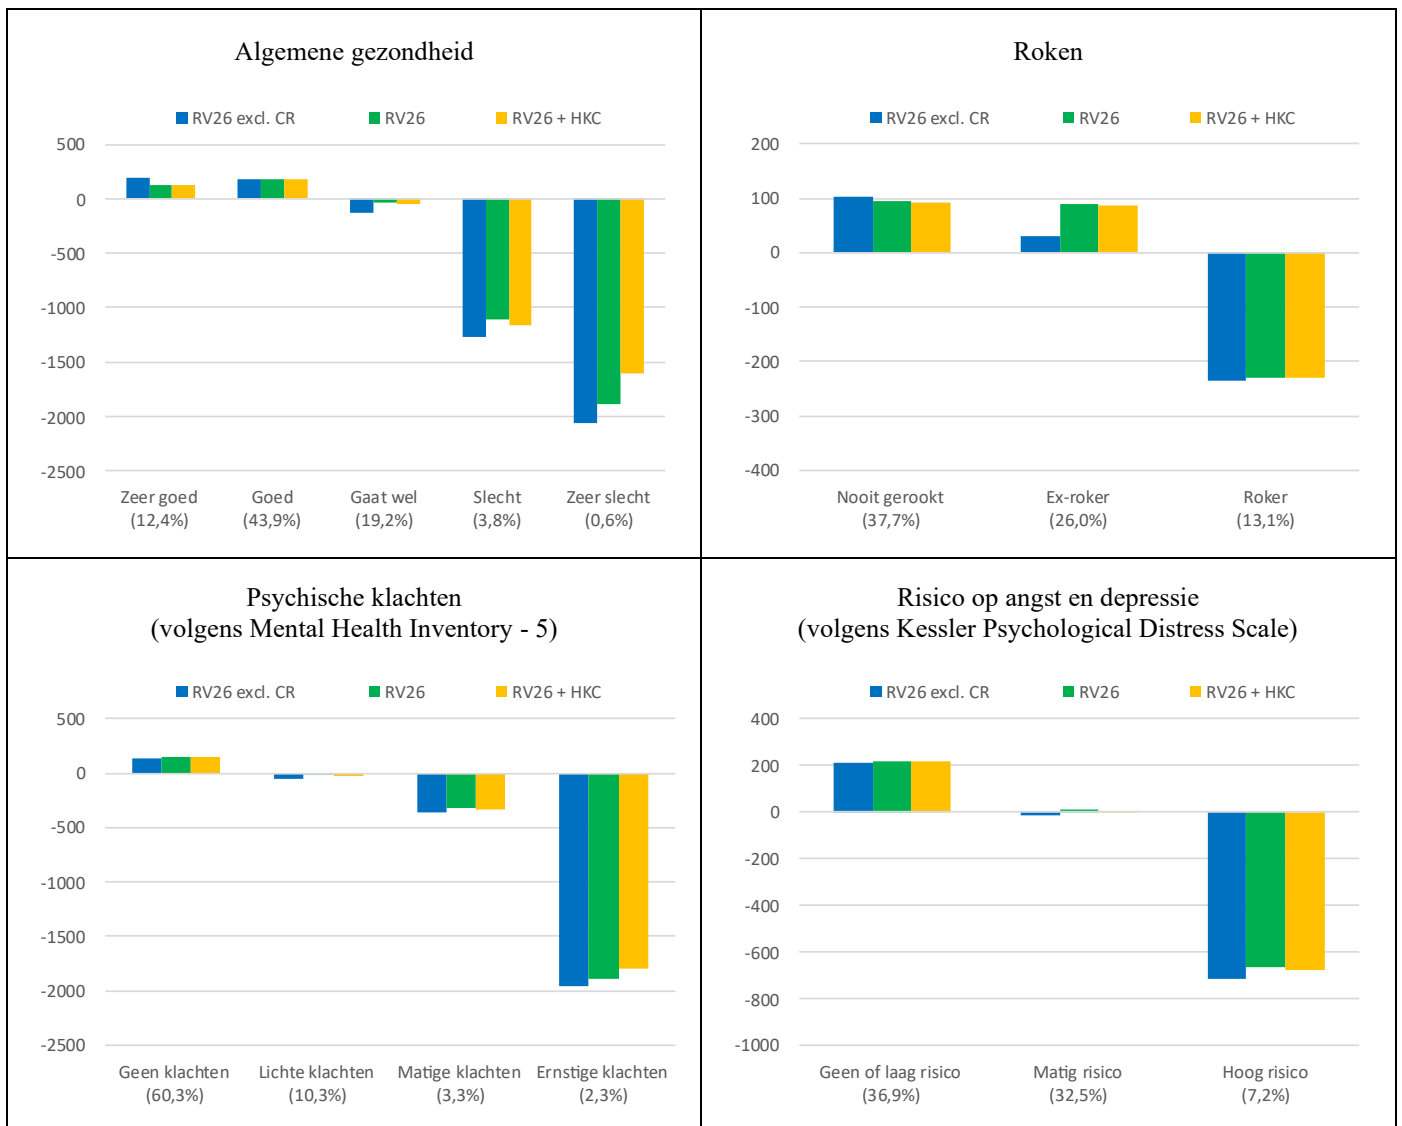 Algemene gezondheid
RV26 excl. CR RV26 RV26 + HKC
500
0
-500
-1000
-1500
-2000
-2500
Zeer goed Goed Gaat wel Slecht Zeer slecht
(12,4%) (43,9%) (19,2%) (3,8%) (0,6%)
Roken
RV26 excl. CR RV26 RV26 + HKC
200
100
0
-100
-200
-300
-400
Nooit gerookt Ex-roker Roker
(37,7%) (26,0%) (13,1%)
Psychische klachten
(volgens Mental Health Inventory - 5)
RV26 excl. CR RV26 RV26 + HKC
500
0
-500
-1000
-1500
-2000
-2500
Geen klachten Lichte klachten Matige klachten Ernstige klachten
(60,3%) (10,3%) (3,3%) (2,3%)
Risico op angst en depressie
(volgens Kessler Psychological Distress Scale)
RV26 excl. CR RV26 RV26 + HKC
400
200
0
-200
-400
-600
-800
-1000
Geen of laag risico Matig risico Hoog risico
(36,9%) (32,5%) (7,2%)